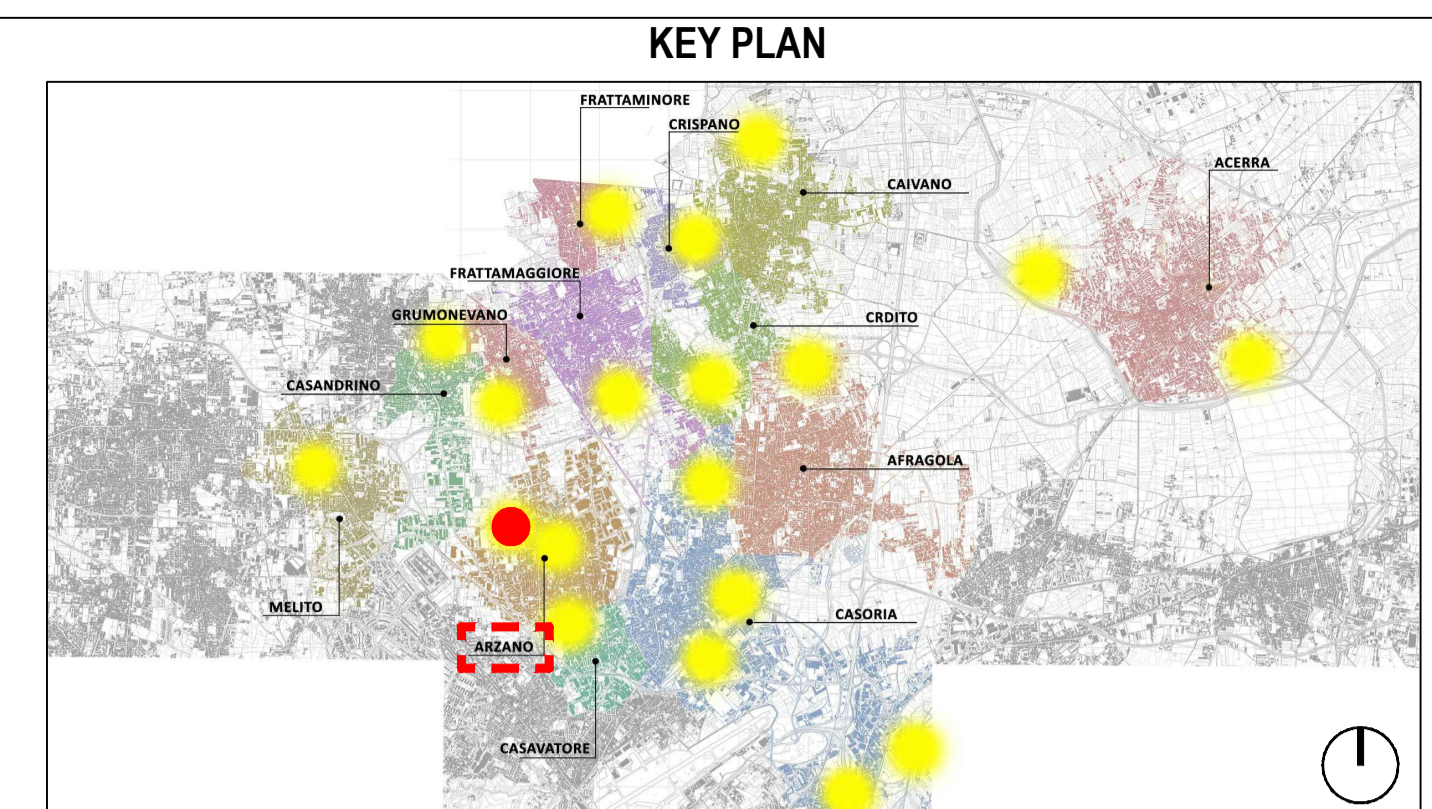 KEY PLAN
FRATTAMINORE
CRISPANO
ACERRA
CAIVANO
FRATTAMAGGIORE
GRUMONEVANO
CRDITO
CASANDRINO
AFRAGOLA
MELITO
CASORIA
ARZANO
CASAVATORE